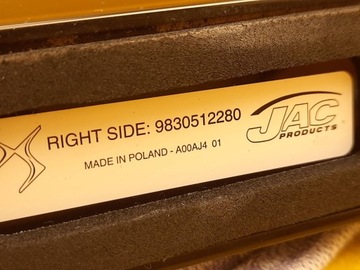 RIGHT SIDE: 9830512280
MADE IN POLAND - A00AJ4 01
JAC
PRODUCTS